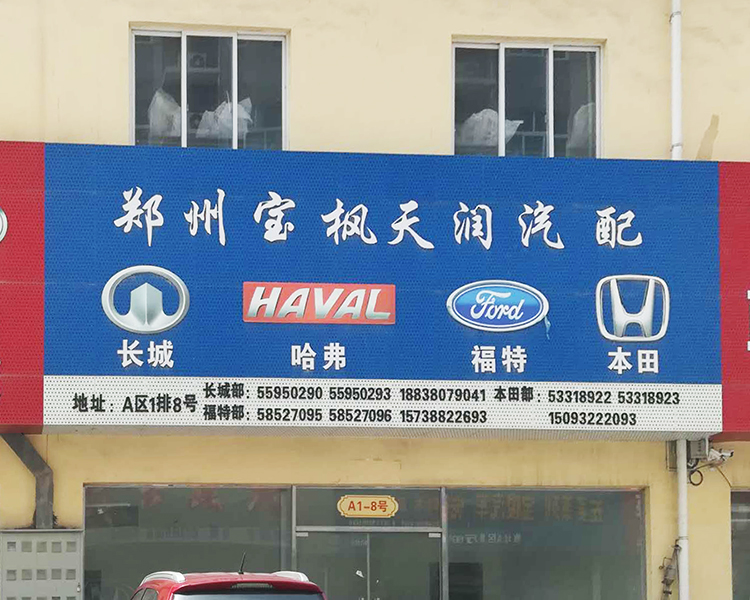 郑州宝枫天润汽配
HAVAL
Ford
长城 哈弗 福特 本田
地址：A区1排8号
长城部：55950290 55950293 18838079041 本田部：53318922 53318923
福特部：58527095 58527096 15738822693 15093222093
A1-8号